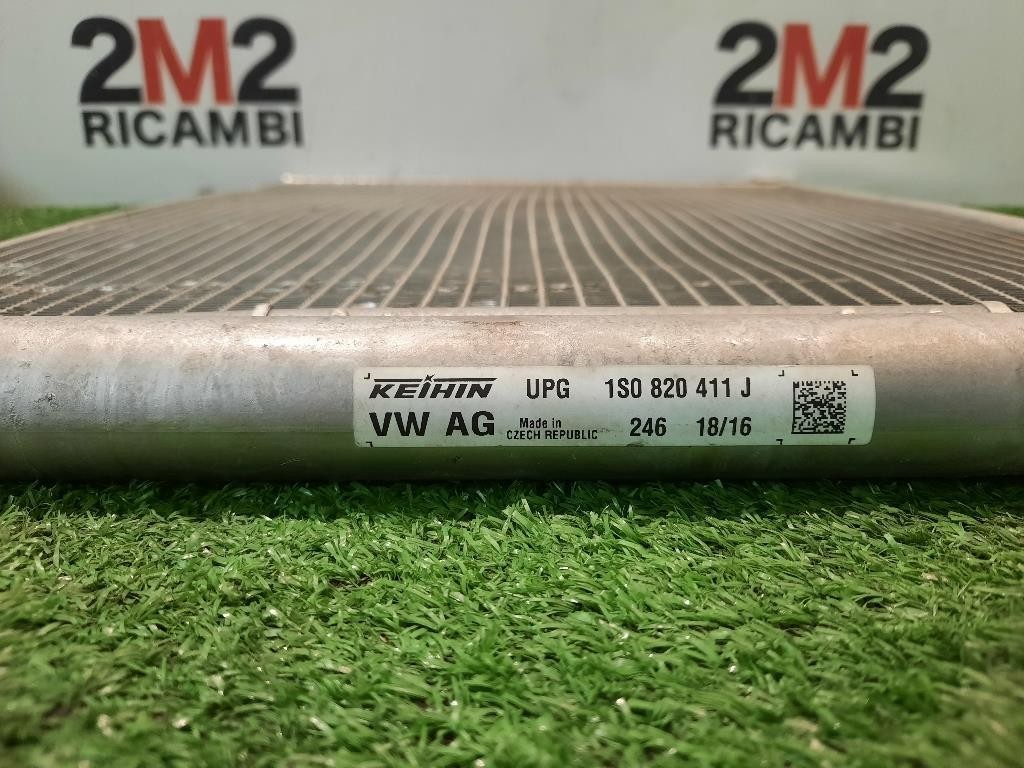 2M2
RICAMBI
2M2
RICAMBI
KEIHIN UPG 1S0 820 411 J
VW AG Made in
CZECH REPUBLIC 246 18/16